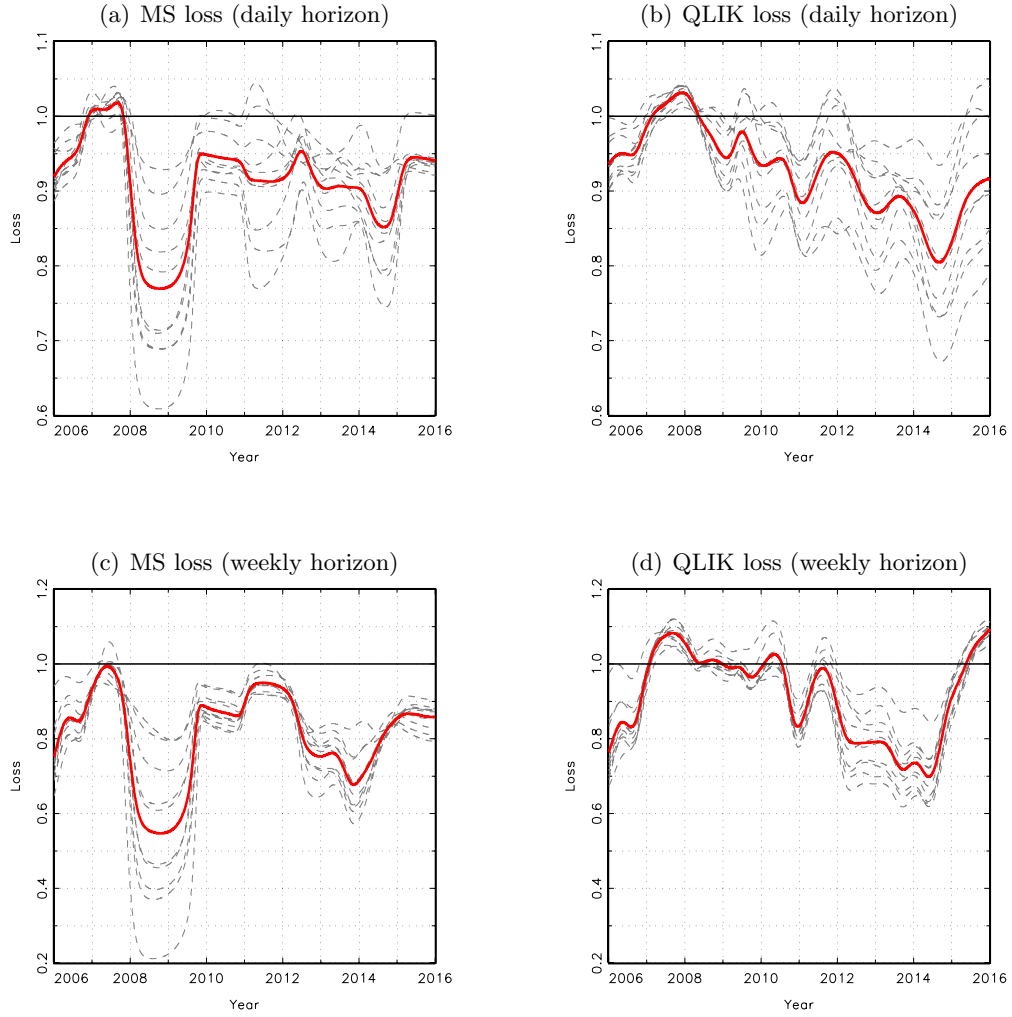 (a) MS loss (daily horizon)
1.1
1.0
0.9
0.8
0.7
0.6
Loss
2006 2008 2010 2012 2014 2016
Year
(b) QLIK loss (daily horizon)
1.1
1.0
0.9
0.8
0.7
0.6
Loss
2006 2008 2010 2012 2014 2016
Year
(c) MS loss (weekly horizon)
1.2
1.0
0.8
0.6
0.4
0.2
Loss
2006 2008 2010 2012 2014 2016
Year
(d) QLIK loss (weekly horizon)
1.2
1.0
0.8
0.6
0.4
0.2
Loss
2006 2008 2010 2012 2014 2016
Year